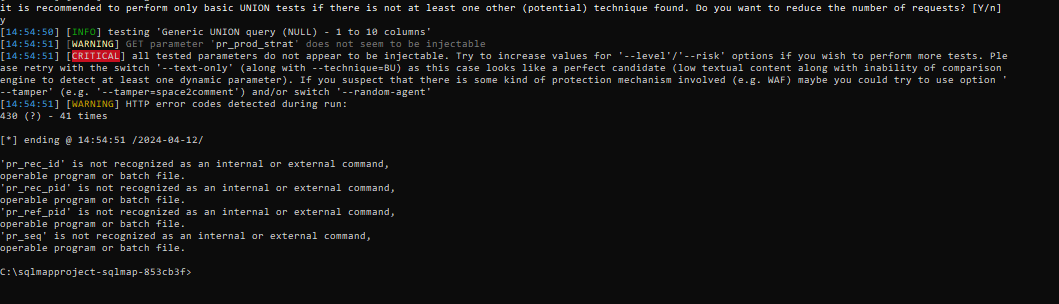 it is recommended to perform only basic UNION tests if there is not at least one other (potential) technique found. Do you want to reduce the number of requests? [Y/n]
y
[14:54:50] [INFO] testing 'Generic UNION query (NULL) - 1 to 10 columns'
[14:54:51] [WARNING] GET parameter 'pr_prod_strat' does not seem to be injectable
[14:54:51] [CRITICAL] all tested parameters do not appear to be injectable. Try to increase values for '--level'/'--risk' options if you wish to perform more tests. Ple
ase retry with the switch '--text-only' (along with --technique=BU) as this case looks like a perfect candidate (low textual content along with inability of comparison
engine to detect at least one dynamic parameter). If you suspect that there is some kind of protection mechanism involved (e.g. WAF) maybe you could try to use option '
--tamper' (e.g. '--tamper=space2comment') and/or switch '--random-agent'
[14:54:51] [WARNING] HTTP error codes detected during run:
430 (?) - 41 times
[*] ending @ 14:54:51 /2024-04-12/
'pr_rec_id' is not recognized as an internal or external command,
operable program or batch file.
'pr_rec_pid' is not recognized as an internal or external command,
operable program or batch file.
'pr_ref_pid' is not recognized as an internal or external command,
operable program or batch file.
'pr_seq' is not recognized as an internal or external command,
operable program or batch file.
C:\sqlmapproject-sqlmap-853cb3f>